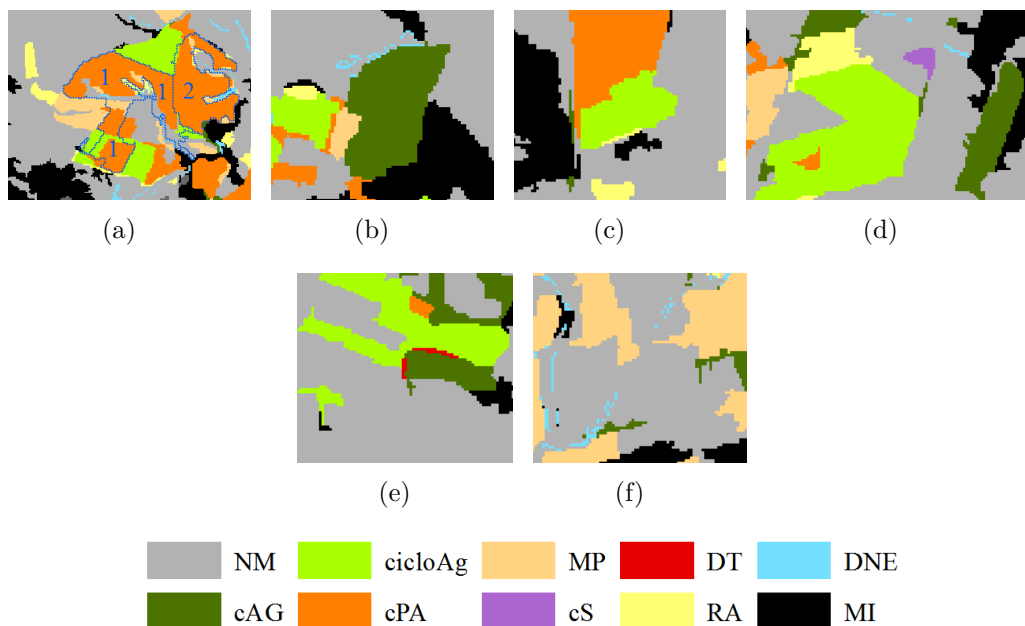 1
1
2
1
(a)
(b)
(c)
(d)
(e)
(f)
NM
cicloAg
MP
DT
DNE
cAG
cPA
cS
RA
MI